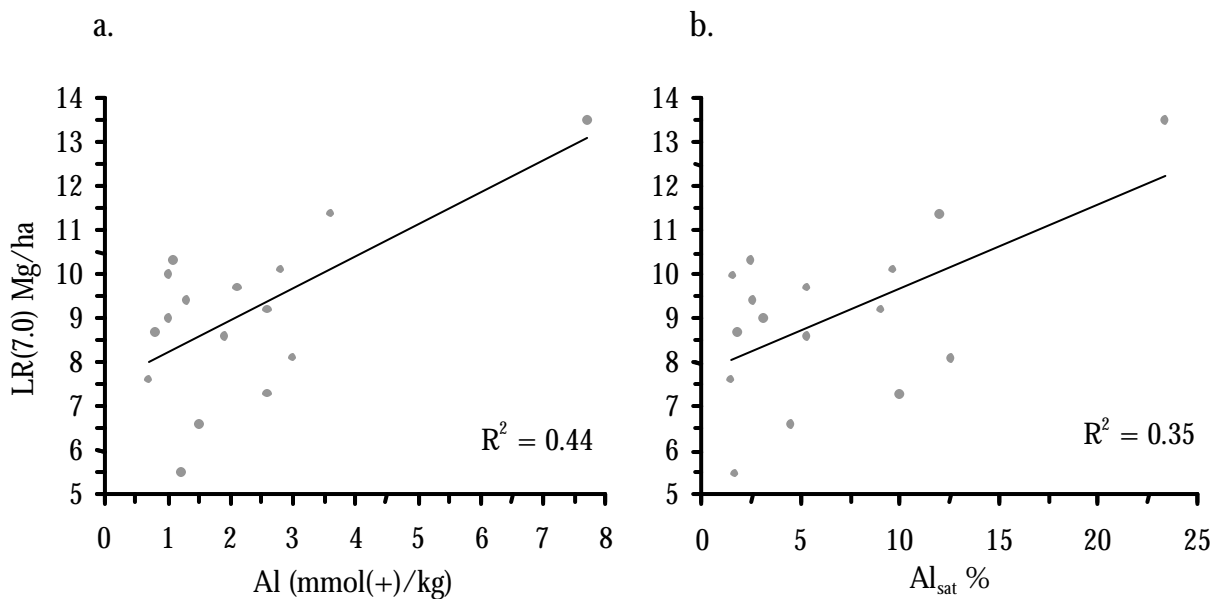 a.
14
13
12
11
10
9
8
7
6
5
LR(7.0) Mg/ha
R² = 0.44
0 1 2 3 4 5 6 7 8
Al (mmol(+)/kg)
b.
14
13
12
11
10
9
8
7
6
5
R² = 0.35
0 5 10 15 20 25
Al_sat %